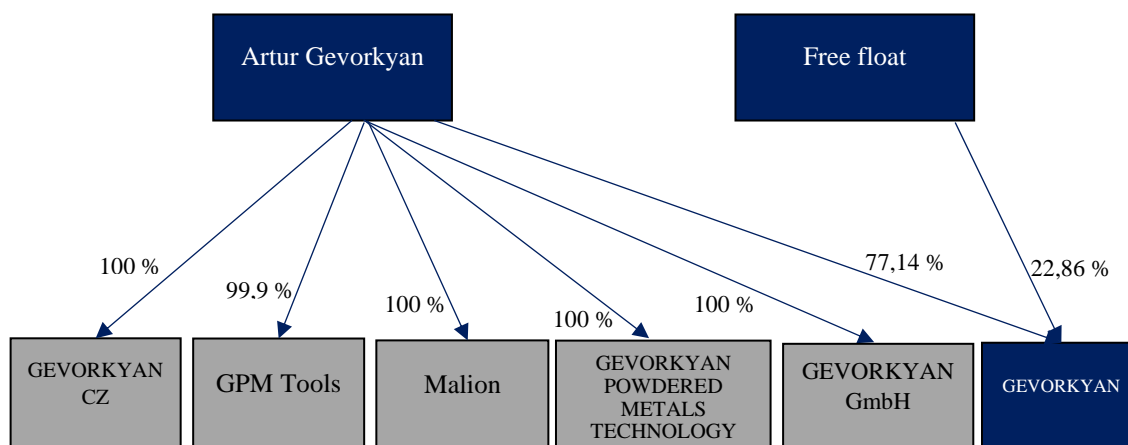 Artur Gevorkyan
Free float
100 %
99,9 %
100 %
100 %
100 %
77,14 %
22,86 %
GEVORKYAN
CZ
GPM Tools
Malion
GEVORKYAN
POWDERED
METALS
TECHNOLOGY
GEVORKYAN
GmbH
GEVORKYAN